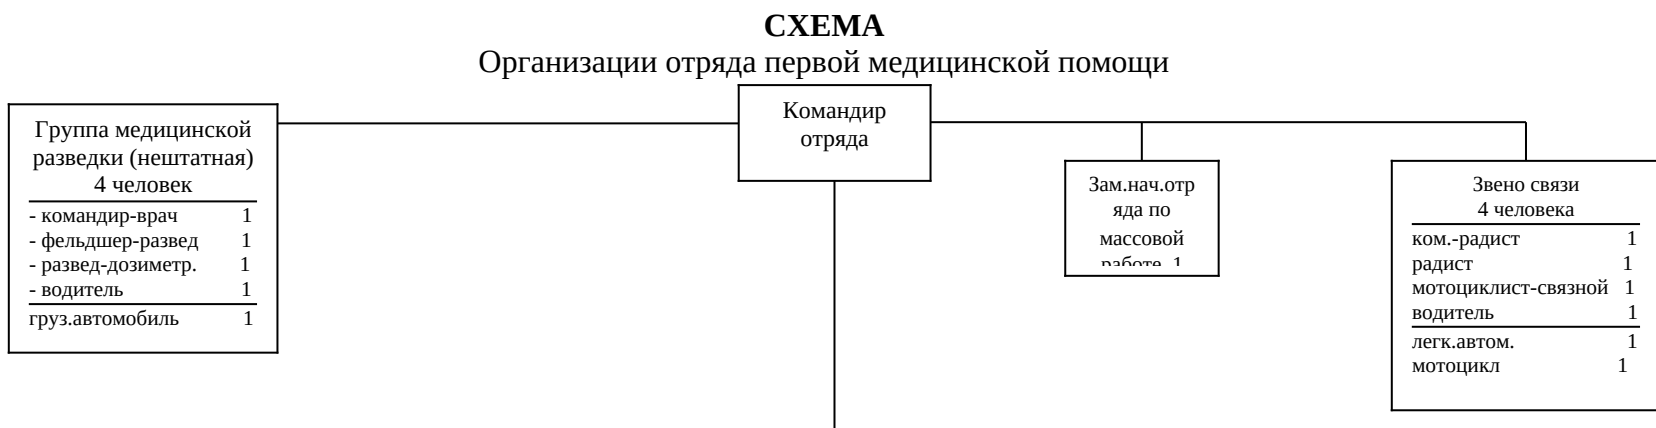 СХЕМА
Организации отряда первой медицинской помощи
Командир
отряда
Группа медицинской
разведки (нештатная)
4 человек
- командир-врач 1
- фельдшер-развед 1
- развед-дозиметр. 1
- водитель 1
груз.автомобиль 1
Зам.нач.отр
яда по
массовой
работе 1
Звено связи
4 человека
ком.-радист 1
радист 1
мотоциклист-связной 1
водитель 1
легк.автом. 1
мотоцикл 1